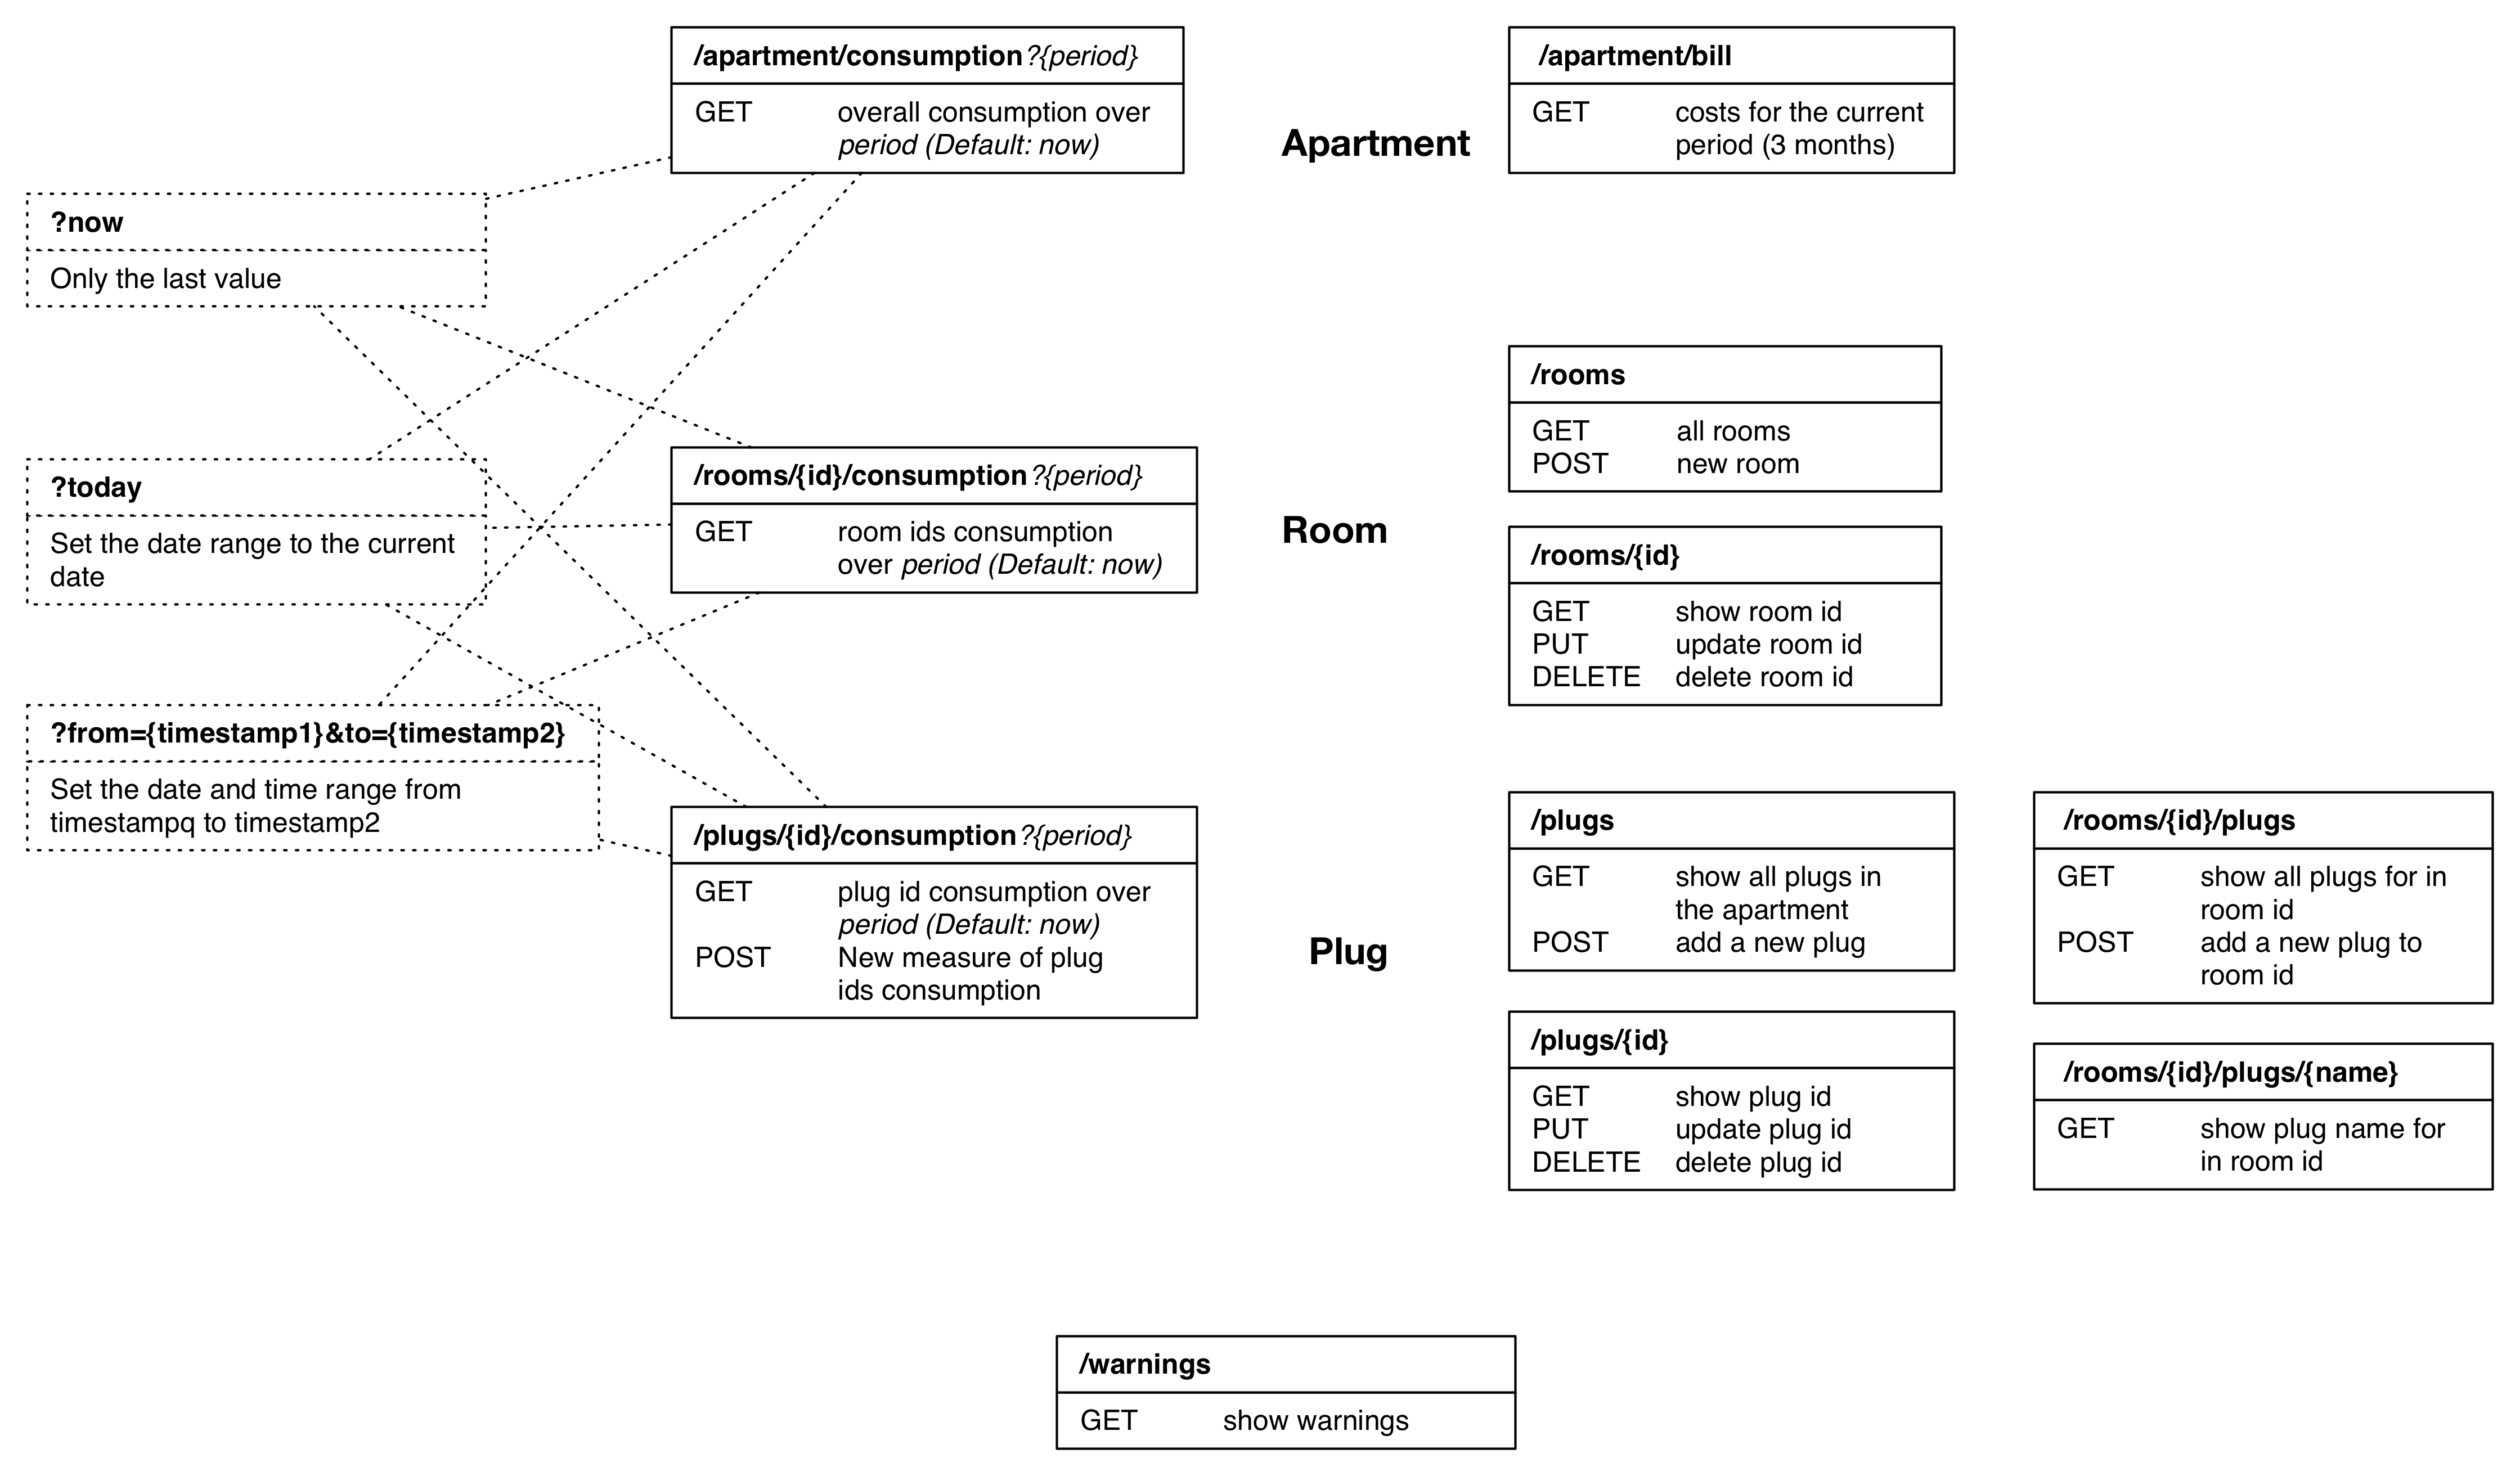 /apartment/consumption?{period}
GET overall consumption over
period (Default: now)
Apartment
/apartment/bill
GET costs for the current
period (3 months)
?now
Only the last value
/rooms
GET all rooms
POST new room
?today
Set the date range to the current
date
/rooms/{id}/consumption?{period}
GET room ids consumption
over period (Default: now)
Room
/rooms/{id}
GET show room id
PUT update room id
DELETE delete room id
?from={timestamp1}&to={timestamp2}
Set the date and time range from
timestampq to timestamp2
/plugs/{id}/consumption?{period}
GET plug id consumption over
period (Default: now)
POST New measure of plug
ids consumption
Plug
/plugs
GET show all plugs in
the apartment
POST add a new plug
/rooms/{id}/plugs
GET show all plugs for in
room id
POST add a new plug to
room id
/plugs/{id}
GET show plug id
PUT update plug id
DELETE delete plug id
/rooms/{id}/plugs/{name}
GET show plug name for
in room id
/warnings
GET show warnings